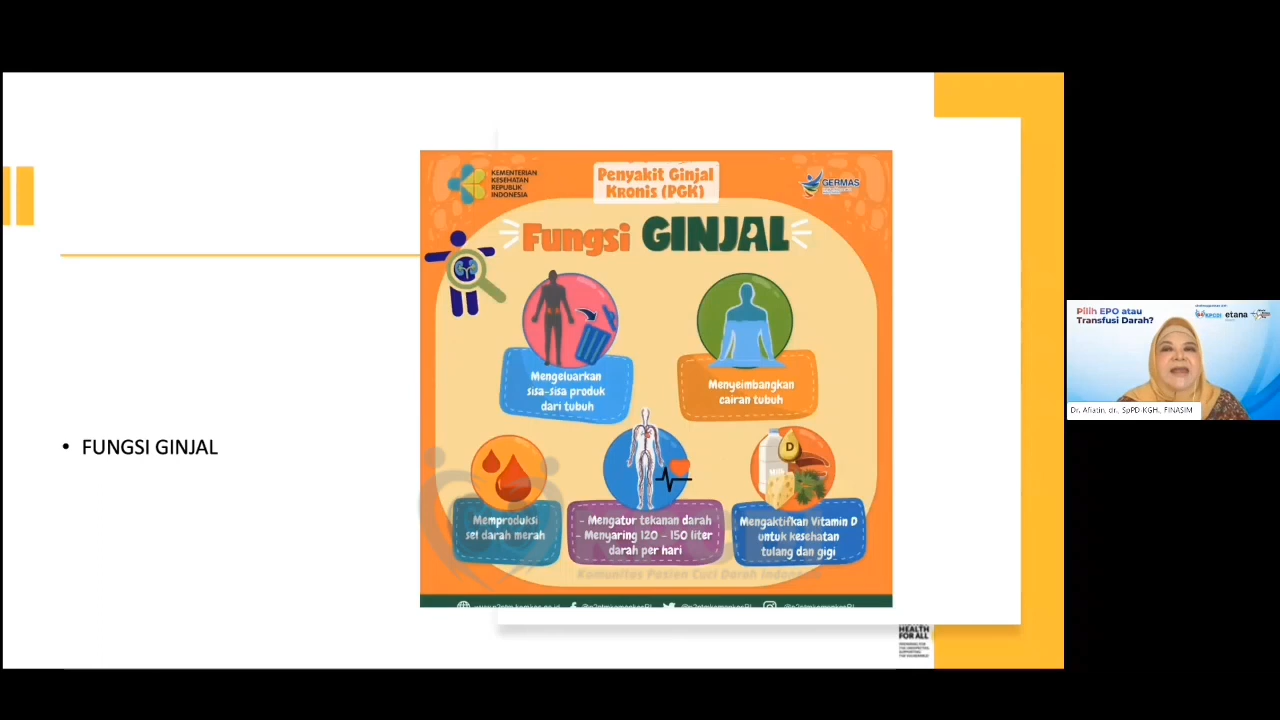 KEMENTERIAN
KESEHATAN
REPUBLIK
INDONESIA
Penyakit Ginjal
Kronis (PGK)
GERMAS
Fungsi GINJAL
Mengeluarkan
sisa-sisa produk
dari tubuh
Menyeimbangkan
cairan tubuh
Memproduksi
sel darah merah
- Mengatur tekanan darah
- Menyaring 120 - 150 liter
darah per hari
MILK
D
Mengaktifkan Vitamin D
untuk kesehatan
tulang dan gigi
Komunitas Pasien Cuci Darah Indonesia
• FUNGSI GINJAL
HEALTH
FOR ALL
Pilih EPO atau
Transfusi Darah?
KPCDI
etana
Dr. Afiatin, dr., SpPD-KGH., FINASIM